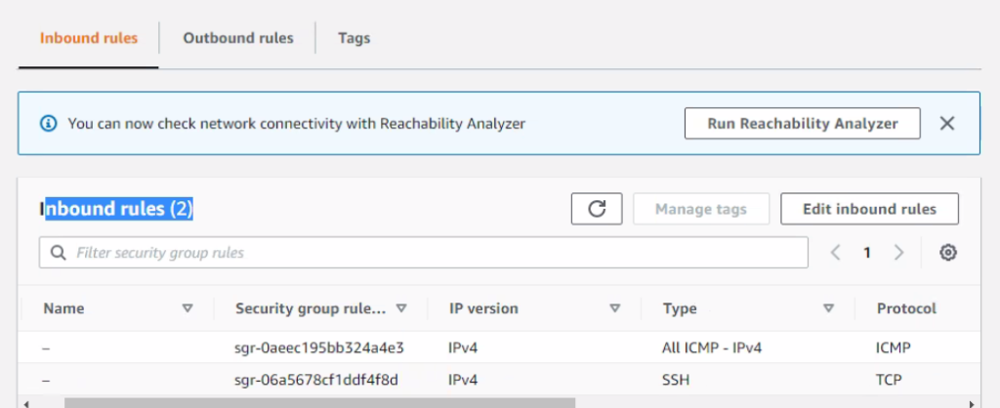 Inbound rules Outbound rules Tags
You can now check network connectivity with Reachability Analyzer Run Reachability Analyzer
Inbound rules (2) Manage tags Edit inbound rules
Filter security group rules 1
Name Security group rule... IP version Type Protocol
– sgr-0aeec195bb324a4e3 IPv4 All ICMP - IPv4 ICMP
– sgr-06a5678cf1ddf4f8d IPv4 SSH TCP